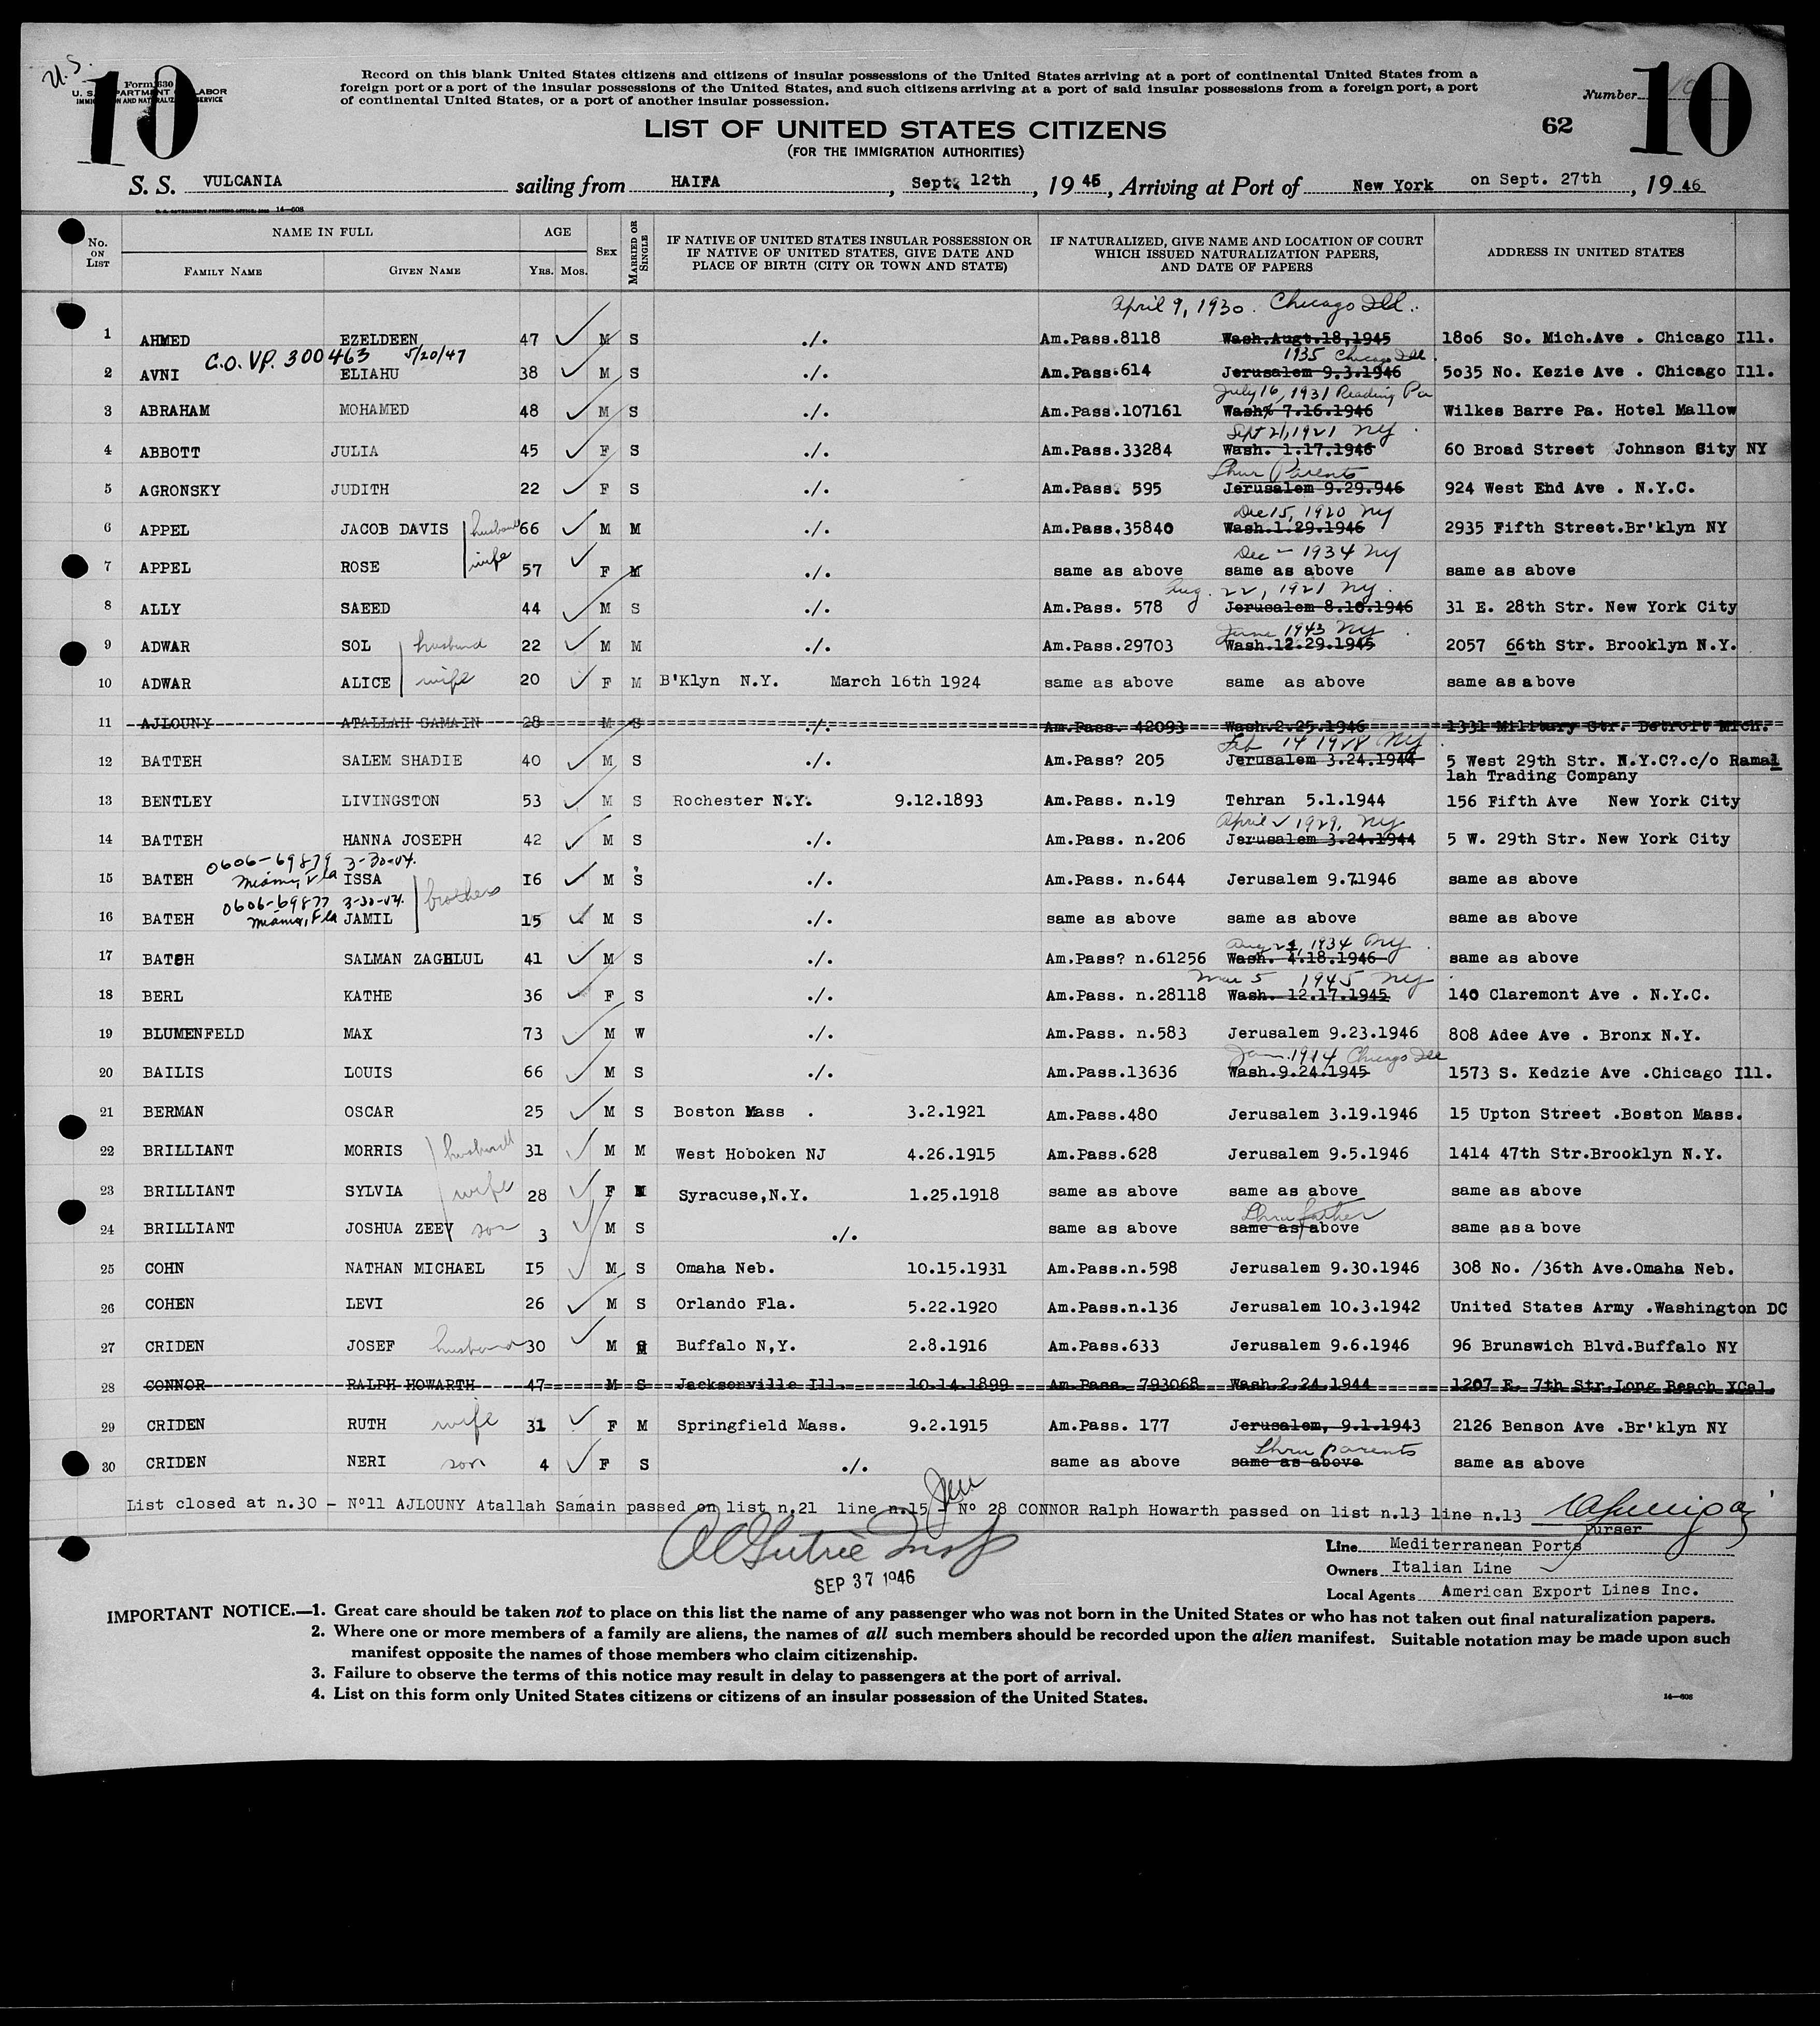 U.S.
10
Form 630
U. S. DEPARTMENT OF LABOR
IMMIGRATION AND NATURALIZATION SERVICE
Record on this blank United States citizens and citizens of insular possessions of the United States arriving at a port of continental United States from a
foreign port or a port of the insular possessions of the United States, and such citizens arriving at a port of said insular possessions from a foreign port, a port
of continental United States, or a port of another insular possession.
Number 10
10
62
LIST OF UNITED STATES CITIZENS
(FOR THE IMMIGRATION AUTHORITIES)
S. S. VULCANIA sailing from HAIFA, Sept. 12th, 19 46, Arriving at Port of New York on Sept. 27th, 19 46
14—608
No. ON LIST
NAME IN FULL
FAMILY NAME GIVEN NAME
AGE
YRS. MOS.
SEX
MARRIED OR SINGLE
IF NATIVE OF UNITED STATES INSULAR POSSESSION OR
IF NATIVE OF UNITED STATES, GIVE DATE AND
PLACE OF BIRTH (CITY OR TOWN AND STATE)
IF NATURALIZED, GIVE NAME AND LOCATION OF COURT
WHICH ISSUED NATURALIZATION PAPERS,
AND DATE OF PAPERS
ADDRESS IN UNITED STATES
April 9, 1930. Chicago Ill.
1 AHMED EZELDEEN 47 M S ./. Am.Pass.8118 Wash.Augt.18,1945 1806 So. Mich.Ave . Chicago Ill.
C.O. VP. 300463 5/20/47 1935 Chicago Ill.
2 AVNI ELIAHU 38 M S ./. Am.Pass.614 Jerusalem 9.3.1946 5035 No. Kezie Ave . Chicago Ill.
July 16, 1931 Reading Pa
3 ABRAHAM MOHAMED 48 M S ./. Am.Pass.107161 Wash% 7.16.1946 Wilkes Barre Pa. Hotel Mallow
Sept 21, 1921 NY
4 ABBOTT JULIA 45 F S ./. Am.Pass.33284 Wash. 1.17.1946 60 Broad Street Johnson City NY
Thru Parents
5 AGRONSKY JUDITH 22 F S ./. Am.Pass. 595 Jerusalem 9.29.946 924 West End Ave . N.Y.C.
Dec 15, 1920 NY
6 APPEL JACOB DAVIS husband 66 M M ./. Am.Pass.35840 Wash.1.29.1946 2935 Fifth Street.Br'klyn NY
Dec - 1934 NY
7 APPEL ROSE wife 57 F M ./. same as above same as above same as above
Aug. 22, 1921 NY.
8 ALLY SAEED 44 M S ./. Am.Pass. 578 Jerusalem 8.16.1946 31 E. 28th Str. New York City
June 1943 NY
9 ADWAR SOL husband 22 M M ./. Am.Pass.29703 Wash.12.29.1945 2057 66th Str. Brooklyn N.Y.
10 ADWAR ALICE wife 20 F M B'Klyn N.Y. March 16th 1924 same as above same as above same as above
11 AJLOUNY ATALLAH SAMAIN 28 M S ./. Am.Pass. 42093 Wash.2.25.1946 1331 Military Str. Detroit Mich.
Feb 14 1928 NY
12 BATTEH SALEM SHADIE 40 M S ./. Am.Pass? 205 Jerusalem 3.24.1944 5 West 29th Str. N.Y.C?.c/o Ramal
lah Trading Company
13 BENTLEY LIVINGSTON 53 M S Rochester N.Y. 9.12.1893 Am.Pass. n.19 Tehran 5.1.1944 156 Fifth Ave New York City
April 2 1929, NY
14 BATTEH HANNA JOSEPH 42 M S ./. Am.Pass. n.206 Jerusalem 3.24.1944 5 W. 29th Str. New York City
0606-69879 3-30-04.
Miami, Fla
15 BATEH ISSA 16 M S ./. Am.Pass. n.644 Jerusalem 9.7.1946 same as above
brothers
0606-69877 3-30-04.
Miami, Fla
16 BATEH JAMIL 15 M S ./. same as above same as above same as above
1934 NY
17 BATEH SALMAN ZAGHLUL 41 M S ./. Am.Pass? n.61256 Wash. 4.18.1946 same as above
Mar 5 1945 NY
18 BERL KATHE 36 F S ./. Am.Pass. n.28118 Wash. 12.17.1945 140 Claremont Ave . N.Y.C.
19 BLUMENFELD MAX 73 M W Am.Pass. n.583 Jerusalem 9.23.1946 808 Adee Ave . Bronx N.Y.
Jan. 1914 Chicago Ill
20 BAILIS LOUIS 66 M S ./. Am.Pass.13636 Wash.9.24.1945 1573 S. Kedzie Ave .Chicago Ill.
21 BERMAN OSCAR 25 M S Boston Mass . 3.2.1921 Am.Pass.480 Jerusalem 3.19.1946 15 Upton Street .Boston Mass.
22 BRILLIANT MORRIS husband 31 M M West Hoboken NJ 4.26.1915 Am.Pass.628 Jerusalem 9.5.1946 1414 47th Str.Brooklyn N.Y.
23 BRILLIANT SYLVIA wife 28 F M Syracuse,N.Y. 1.25.1918 same as above same as above same as above
Thru father
24 BRILLIANT JOSHUA ZEEV son 3 M S ./. same as above same as above same as a bove
25 COHN NATHAN MICHAEL 15 M S Omaha Neb. 10.15.1931 Am.Pass.n.598 Jerusalem 9.30.1946 308 No. /36th Ave.Omaha Neb.
26 COHEN LEVI 26 M S Orlando Fla. 5.22.1920 Am.Pass.n.136 Jerusalem 10.3.1942 United States Army .Washington DC
27 CRIDEN JOSEF husband 30 M M Buffalo N,Y. 2.8.1916 Am.Pass.633 Jerusalem 9.6.1946 96 Brunswich Blvd.Buffalo NY
28 CONNOR RALPH HOWARTH 47 M S Jacksonville Ill. 10.14.1899 Am.Pass. 793068 Wash.2.24.1944 1207 E. 7th Str.Long Beach XCal.
29 CRIDEN RUTH wife 31 F M Springfield Mass. 9.2.1915 Am.Pass. 177 Jerusalem, 9.1.1943 2126 Benson Ave .Br'klyn NY
Thru parents
30 CRIDEN NERI son 4 F S ./. same as above same as above same as above
List closed at n.30 - N°11 AJLOUNY Atallah Samain passed on list n.21 line n.15 - N° 28 CONNOR Ralph Howarth passed on list n.13 line n.13
Purser
SEP 37 1946
Line Mediterranean Ports
Owners Italian Line
Local Agents American Export Lines Inc.
IMPORTANT NOTICE.—1. Great care should be taken not to place on this list the name of any passenger who was not born in the United States or who has not taken out final naturalization papers.
2. Where one or more members of a family are aliens, the names of all such members should be recorded upon the alien manifest. Suitable notation may be made upon such
manifest opposite the names of those members who claim citizenship.
3. Failure to observe the terms of this notice may result in delay to passengers at the port of arrival.
4. List on this form only United States citizens or citizens of an insular possession of the United States.
14—608